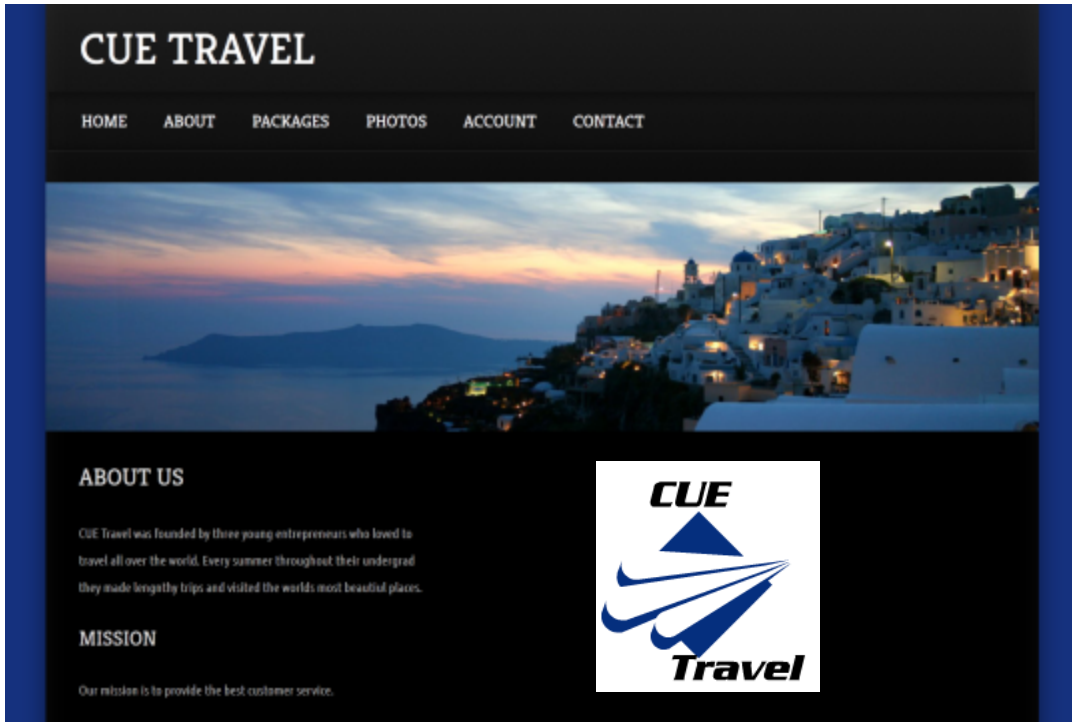 CUE TRAVEL
HOME ABOUT PACKAGES PHOTOS ACCOUNT CONTACT
ABOUT US
CUE Travel was founded by three young entrepreneurs who loved to
travel all over the world. Every summer throughout their undergrad
they made lengnthy trips and visited the worlds most beautiul places.
MISSION
Our mission is to provide the best customer service.
CUE
Travel